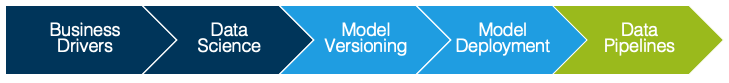 Business
Drivers
Data
Science
Model
Versioning
Model
Deployment
Data
Pipelines